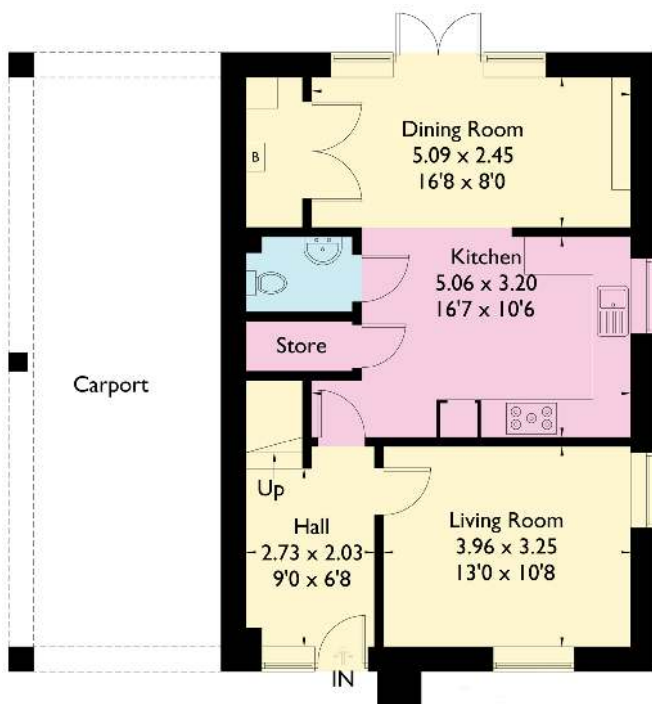 Dining Room
5.09 x 2.45
16'8 x 8'0
B
Kitchen
5.06 x 3.20
16'7 x 10'6
Store
Carport
Up
Hall
2.73 x 2.03
9'0 x 6'8
Living Room
3.96 x 3.25
13'0 x 10'8
IN